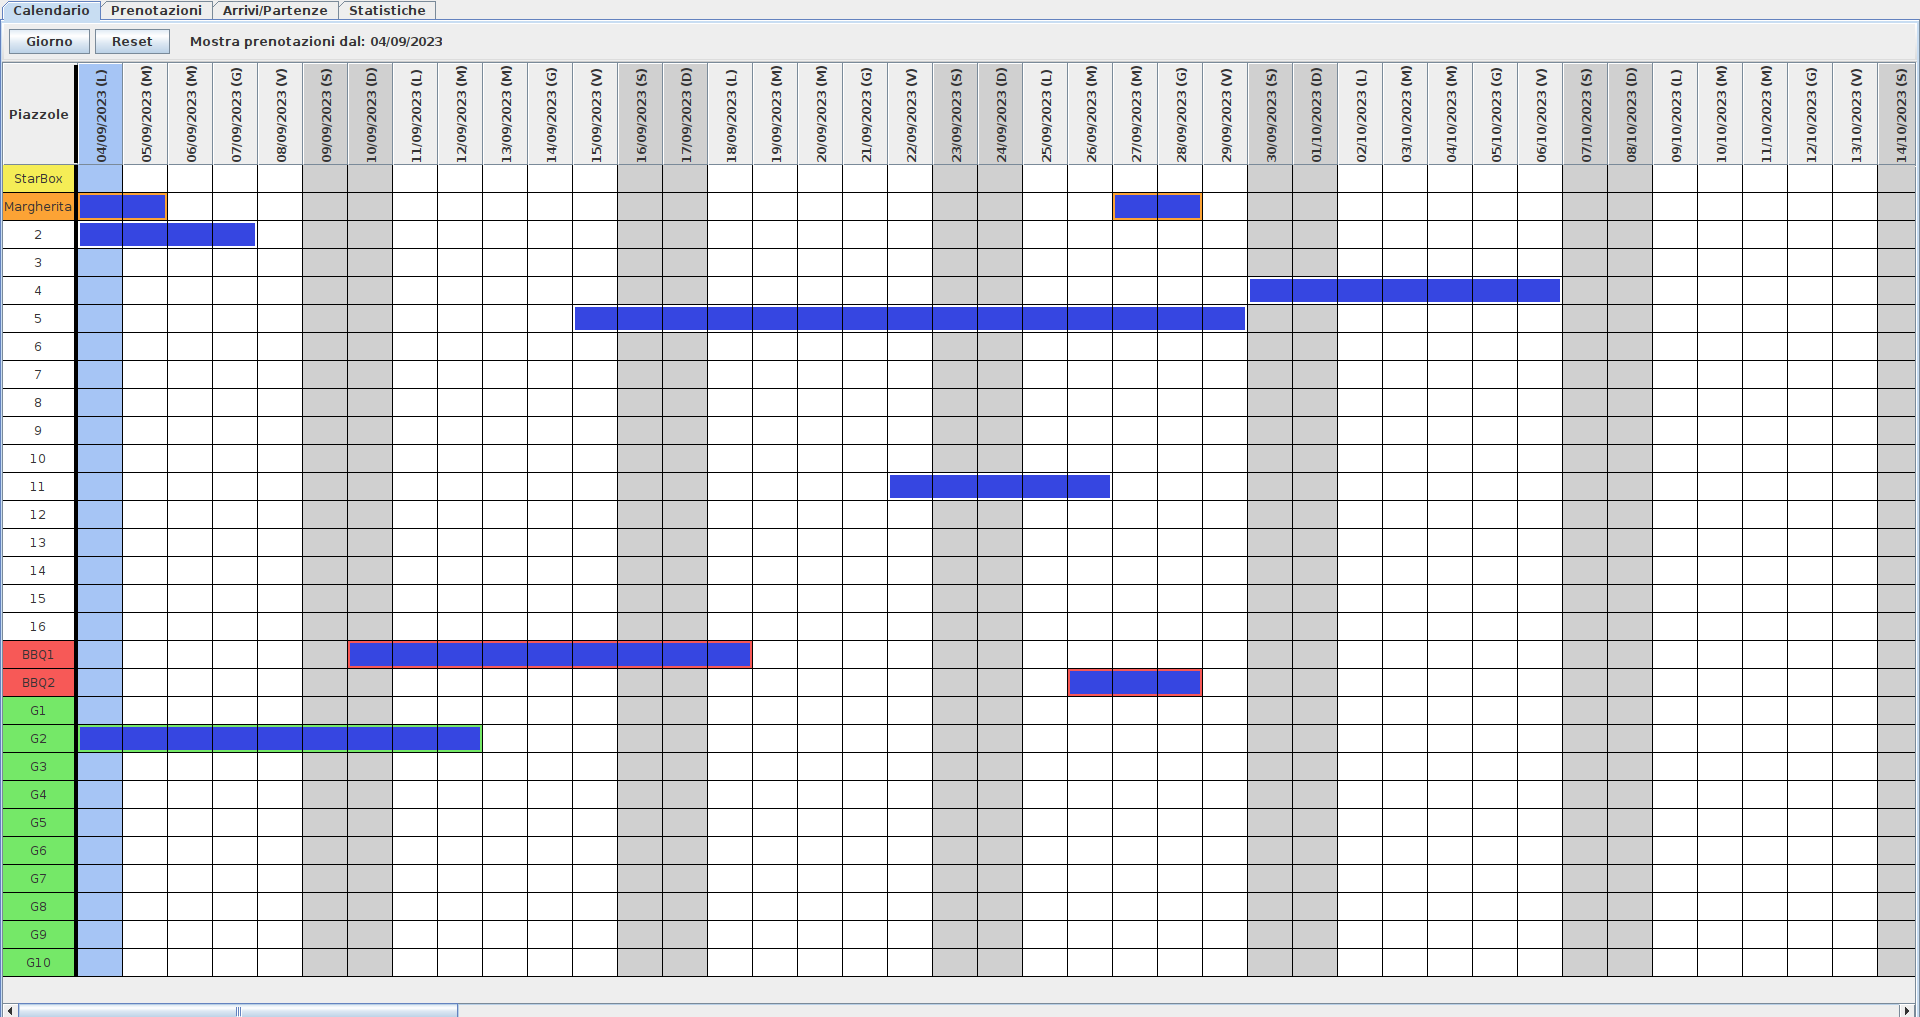 Calendario Prenotazioni Arrivi/Partenze Statistiche
Giorno Reset Mostra prenotazioni dal: 04/09/2023
Piazzole 04/09/2023 (L) 05/09/2023 (M) 06/09/2023 (M) 07/09/2023 (G) 08/09/2023 (V) 09/09/2023 (S) 10/09/2023 (D) 11/09/2023 (L) 12/09/2023 (M) 13/09/2023 (M) 14/09/2023 (G) 15/09/2023 (V) 16/09/2023 (S) 17/09/2023 (D) 18/09/2023 (L) 19/09/2023 (M) 20/09/2023 (M) 21/09/2023 (G) 22/09/2023 (V) 23/09/2023 (S) 24/09/2023 (D) 25/09/2023 (L) 26/09/2023 (M) 27/09/2023 (M) 28/09/2023 (G) 29/09/2023 (V) 30/09/2023 (S) 01/10/2023 (D) 02/10/2023 (L) 03/10/2023 (M) 04/10/2023 (M) 05/10/2023 (G) 06/10/2023 (V) 07/10/2023 (S) 08/10/2023 (D) 09/10/2023 (L) 10/10/2023 (M) 11/10/2023 (M) 12/10/2023 (G) 13/10/2023 (V) 14/10/2023 (S)
StarBox
Margherita
2
3
4
5
6
7
8
9
10
11
12
13
14
15
16
BBQ1
BBQ2
G1
G2
G3
G4
G5
G6
G7
G8
G9
G10